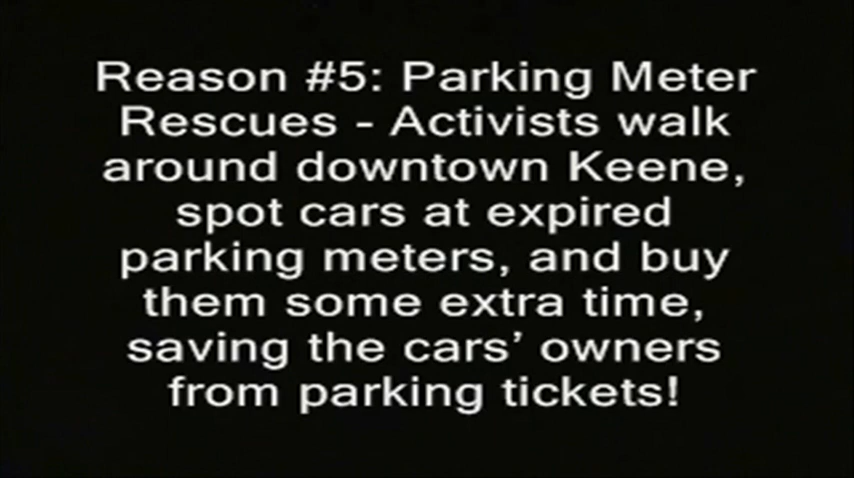 Reason #5: Parking Meter
Rescues - Activists walk
around downtown Keene,
spot cars at expired
parking meters, and buy
them some extra time,
saving the cars’ owners
from parking tickets!